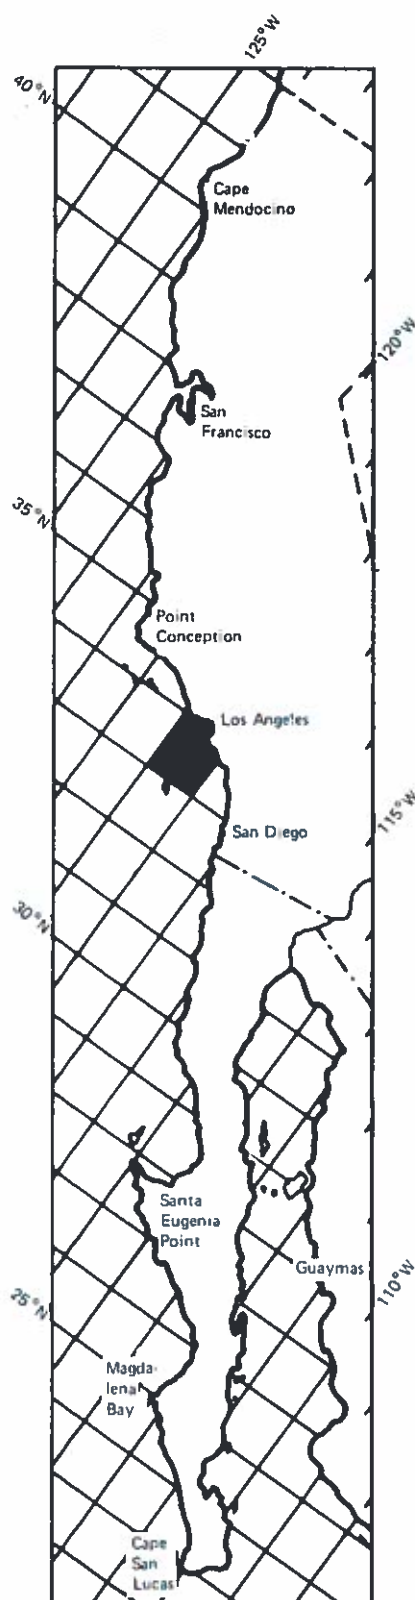 125°W
40°N
Cape
Mendocino
120°W
San
Francisco
35°N
Point
Conception
Los Angeles
115°W
San Diego
30°N
Santa
Eugenia
Point
Guaymas
110°W
25°N
Magda-
lena
Bay
Cape
San
Lucas